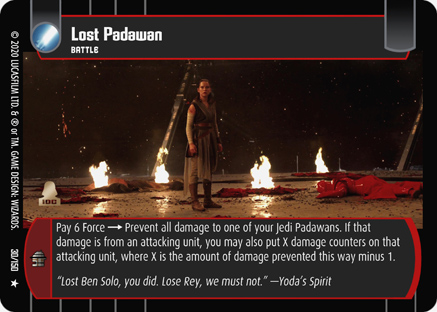 Lost Padawan
BATTLE
© 2020 LUCASFILM LTD. & ® or TM. GAME DESIGN: WIZARDS.
Pay 6 Force → Prevent all damage to one of your Jedi Padawans. If that
damage is from an attacking unit, you may also put X damage counters on that
attacking unit, where X is the amount of damage prevented this way minus 1.
"Lost Ben Solo, you did. Lose Rey, we must not." —Yoda's Spirit